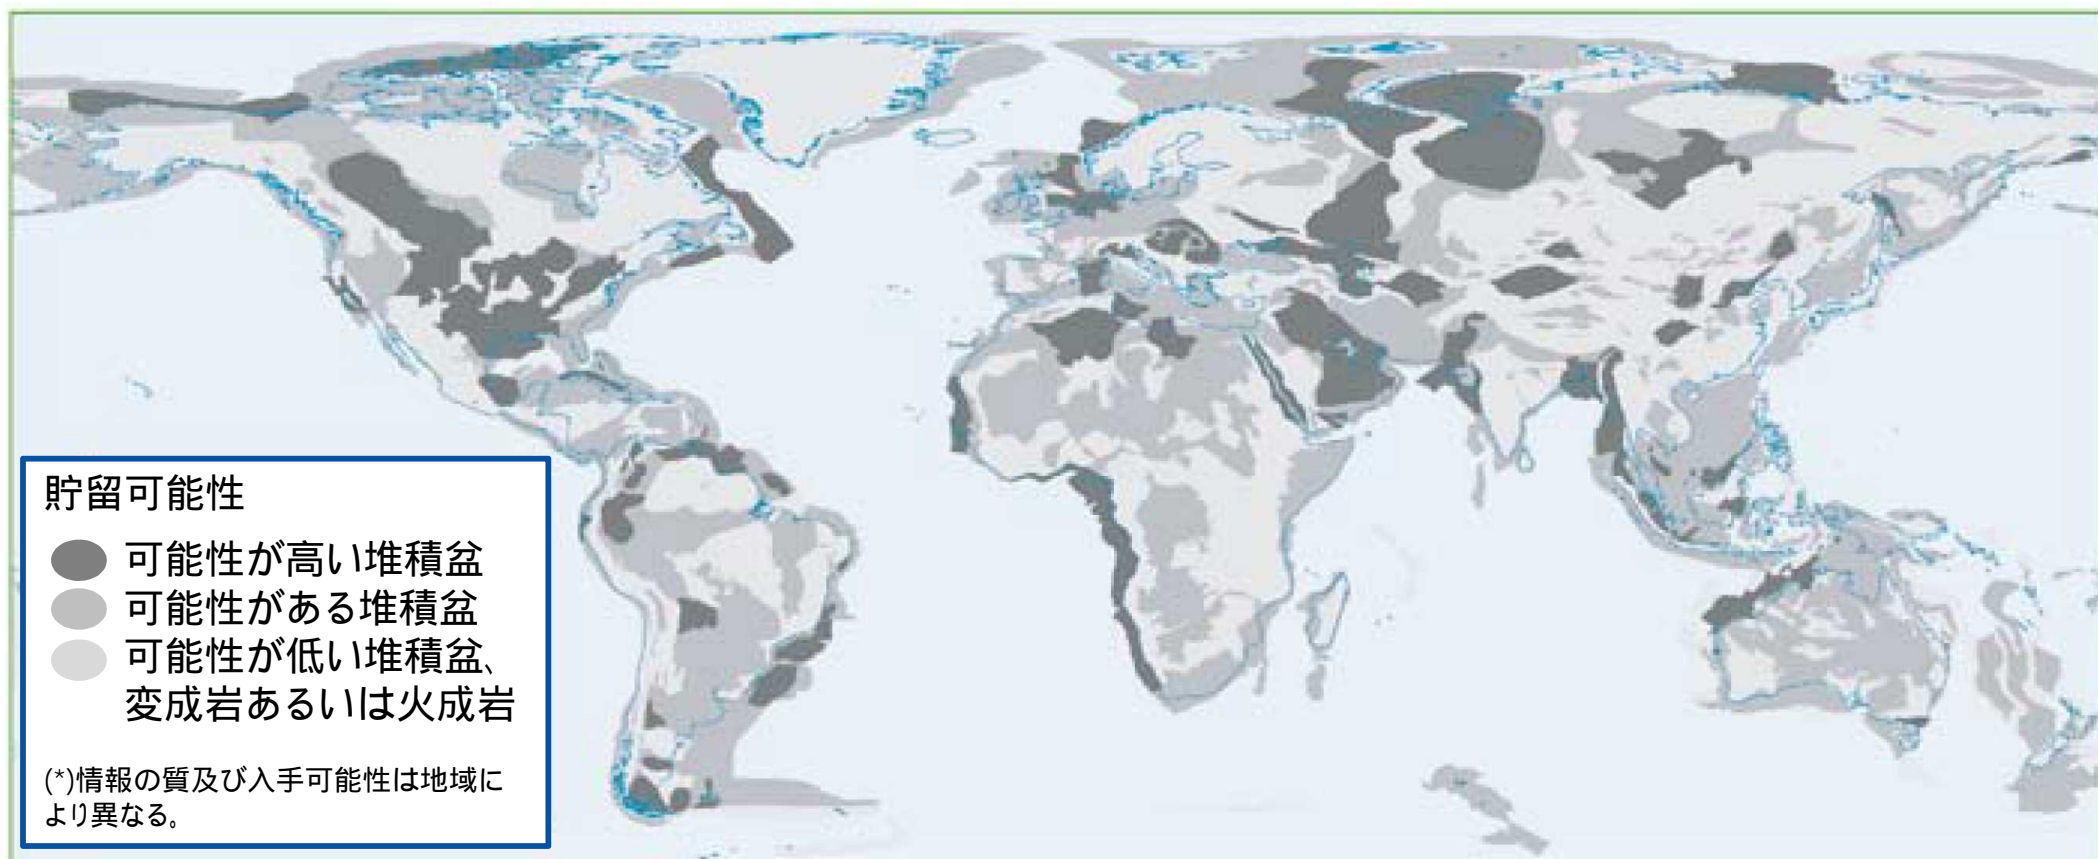 貯留可能性
可能性が高い堆積盆
可能性がある堆積盆
可能性が低い堆積盆、
変成岩あるいは火成岩
(*)情報の質及び入手可能性は地域に
より異なる。